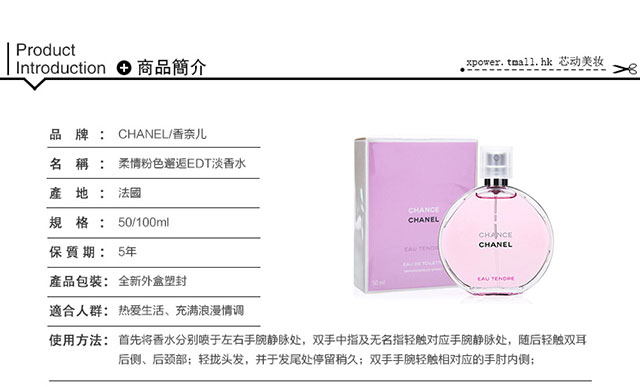 Product
Introduction 商品簡介
xpower.tmall.hk 芯动美妆
品 牌 : CHANEL/香奈儿
名 稱 : 柔情粉色邂逅EDT淡香水
產 地 : 法國
規 格 : 50/100ml
保 質 期 : 5年
產品包裝: 全新外盒塑封
適合人群: 热爱生活、充满浪漫情调
使用方法: 首先将香水分别喷于左右手腕静脉处，双手中指及无名指轻触对应手腕静脉处，随后轻触双耳
后侧、后颈部；轻拢头发，并于发尾处停留稍久；双手手腕轻触相对应的手肘内侧；
CHANCE
CHANEL
EAU TENDRE
EAU DE TOILETTE
50 ml
CHANCE
CHANEL
EAU TENDRE